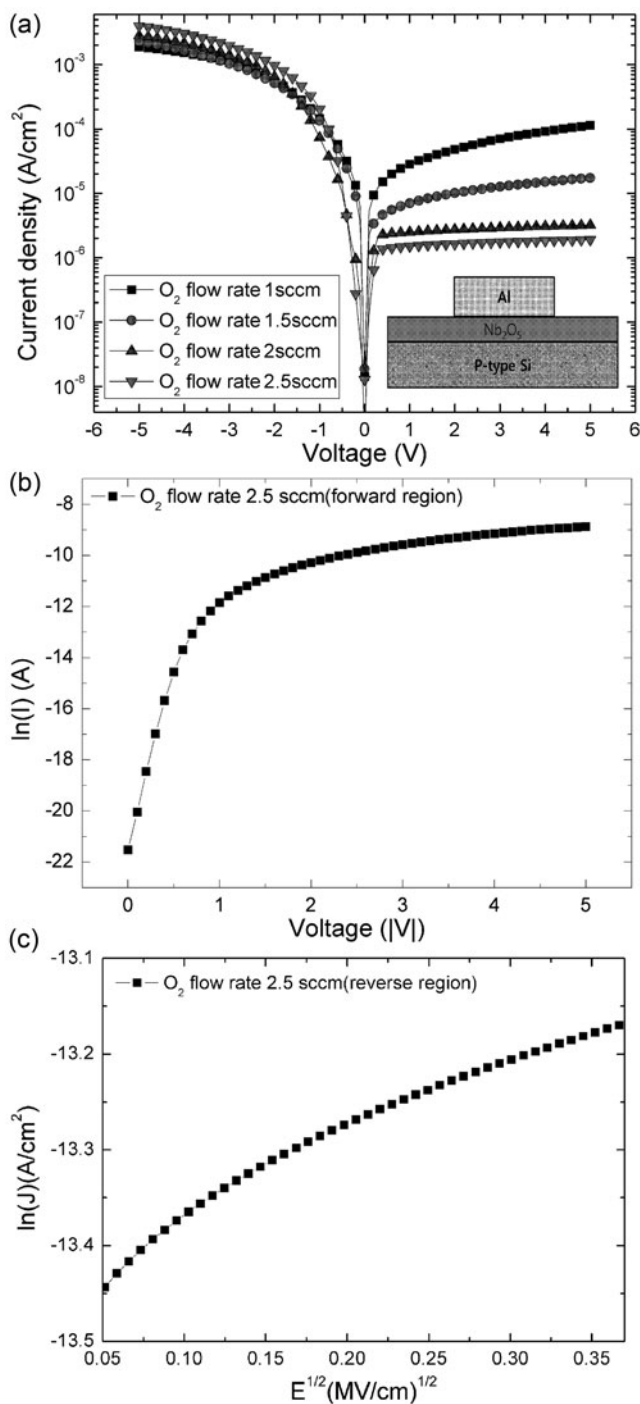 (a)
Current density (A/cm²)
10⁻³
10⁻⁴
10⁻⁵
10⁻⁶
10⁻⁷
10⁻⁸
O₂ flow rate 1sccm
O₂ flow rate 1.5sccm
O₂ flow rate 2sccm
O₂ flow rate 2.5sccm
Al
Nb₂O₅
P-type Si
-6 -5 -4 -3 -2 -1 0 1 2 3 4 5 6
Voltage (V)
(b)
O₂ flow rate 2.5 sccm(forward region)
ln(I) (A)
-8
-10
-12
-14
-16
-18
-20
-22
0 1 2 3 4 5
Voltage (|V|)
(c)
O₂ flow rate 2.5 sccm(reverse region)
ln(J)(A/cm²)
-13.1
-13.2
-13.3
-13.4
-13.5
0.05 0.10 0.15 0.20 0.25 0.30 0.35
E¹ᐟ²(MV/cm)¹ᐟ²